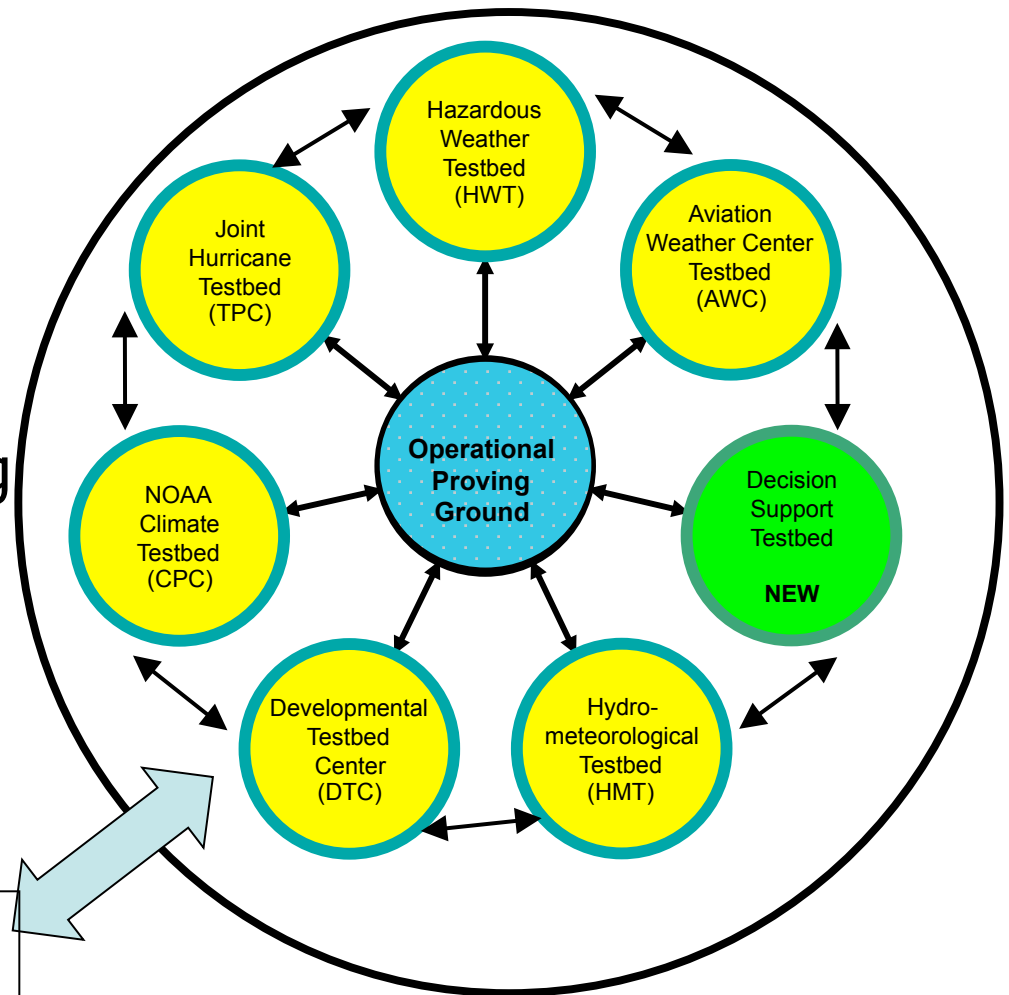 Hazardous
Weather
Testbed
(HWT)
Joint
Hurricane
Testbed
(TPC)
Aviation
Weather Center
Testbed
(AWC)
Operational
Proving
Ground
g
NOAA
Climate
Testbed
(CPC)
Decision
Support
Testbed
NEW
Developmental
Testbed
Center
(DTC)
Hydro-
meteorological
Testbed
(HMT)